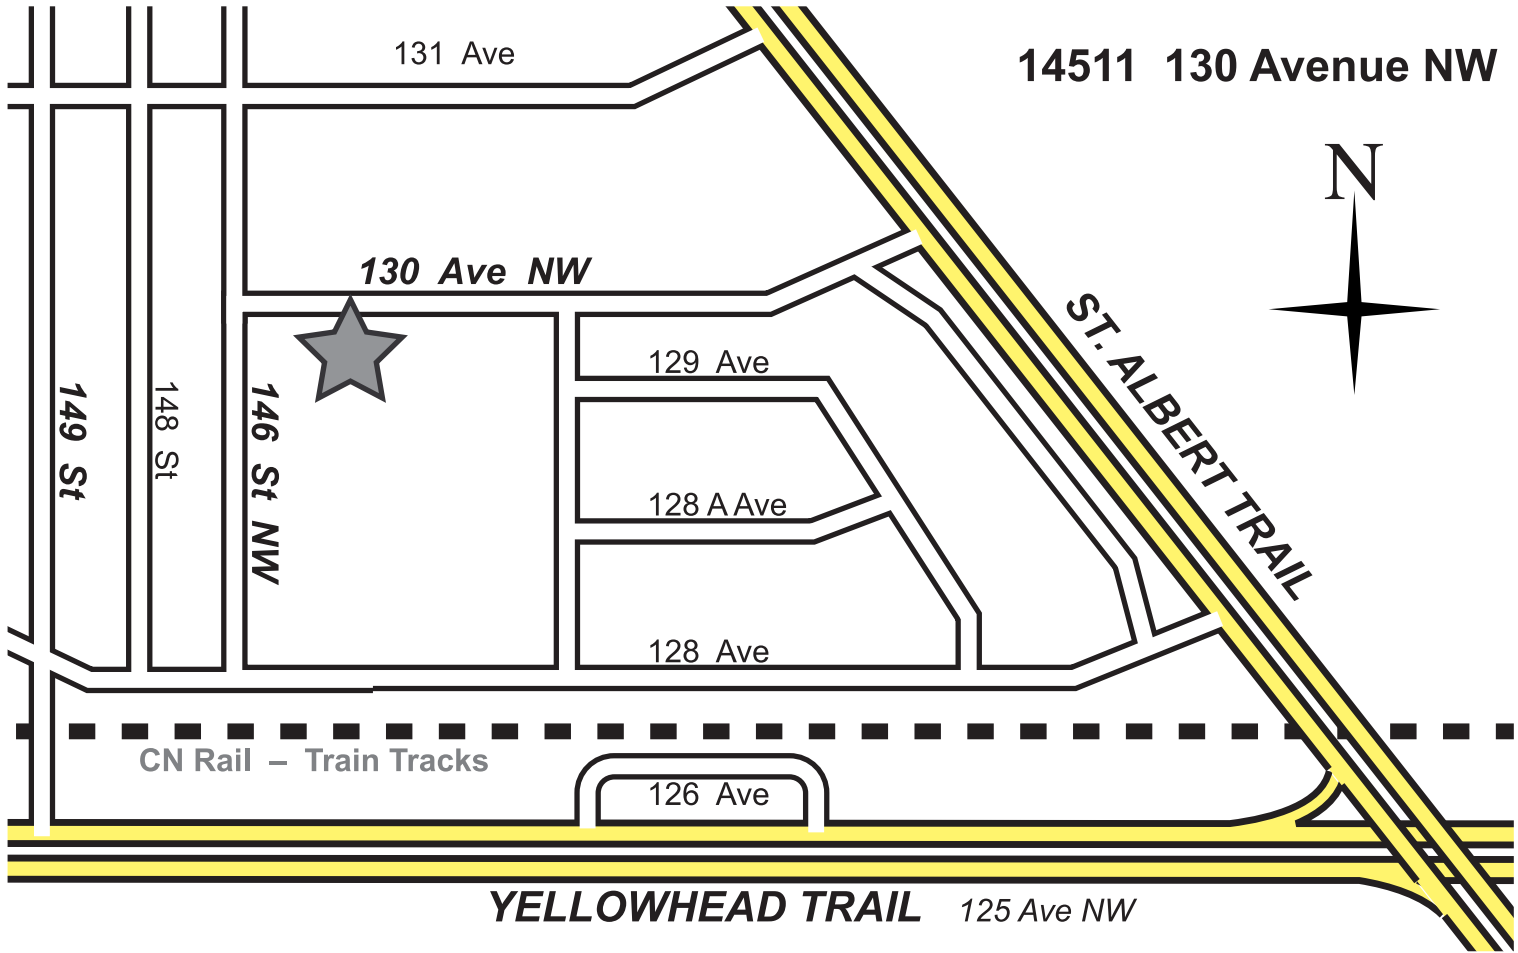 131 Ave
14511 130 Avenue NW
N
130 Ave NW
ST. ALBERT TRAIL
129 Ave
149 St
148 St
146 St NW
128 A Ave
128 Ave
CN Rail – Train Tracks
126 Ave
YELLOWHEAD TRAIL 125 Ave NW